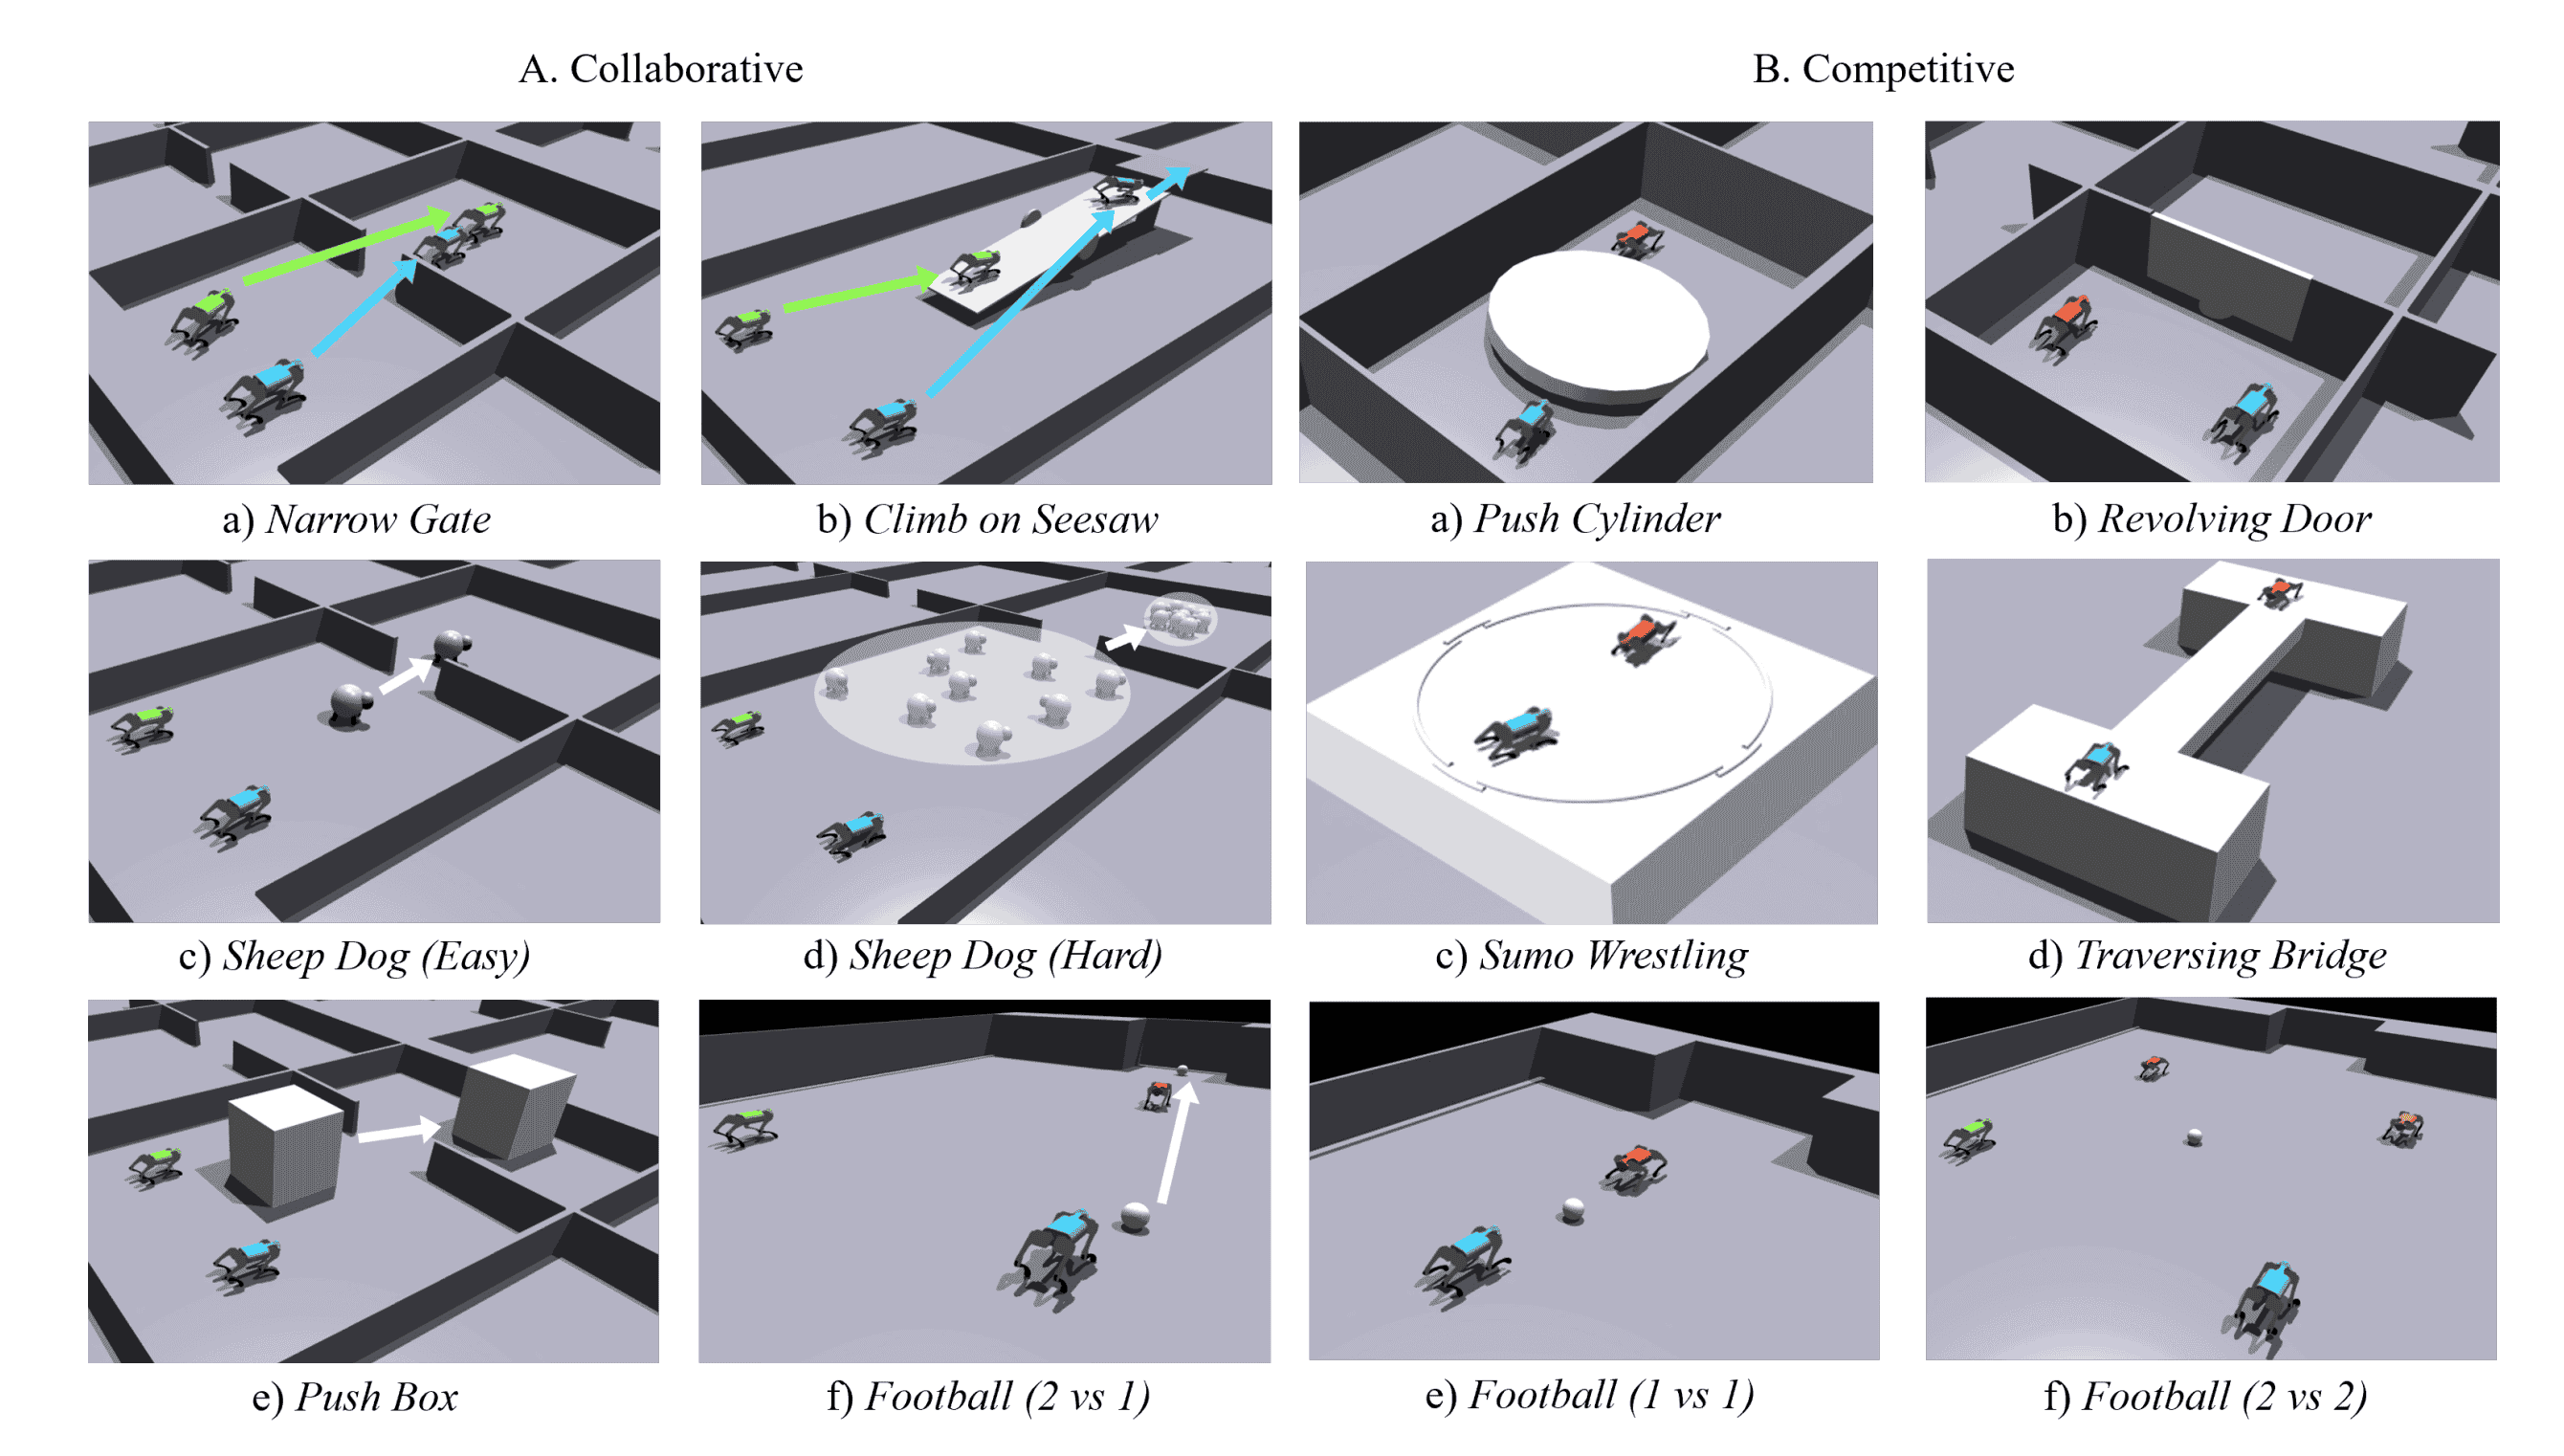 A. Collaborative
B. Competitive
a) Narrow Gate
b) Climb on Seesaw
a) Push Cylinder
b) Revolving Door
c) Sheep Dog (Easy)
d) Sheep Dog (Hard)
c) Sumo Wrestling
d) Traversing Bridge
e) Push Box
f) Football (2 vs 1)
e) Football (1 vs 1)
f) Football (2 vs 2)